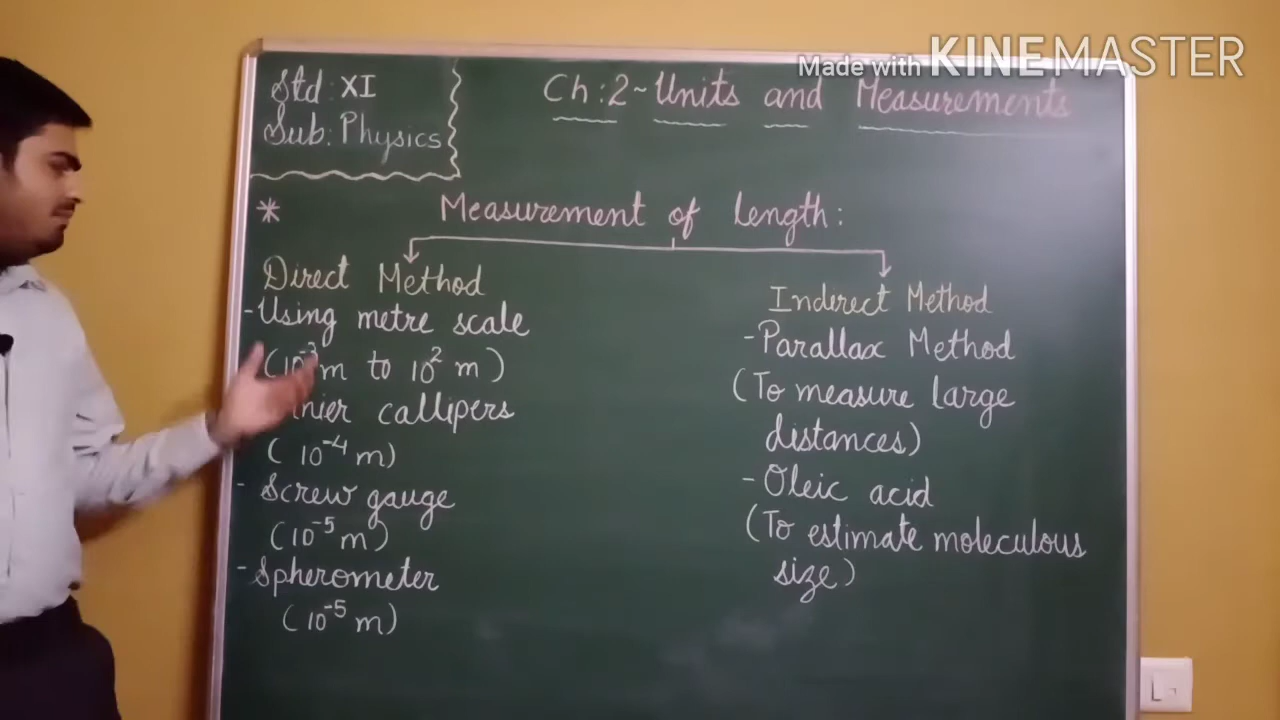 Made with KINEMASTER
Std: XI
Sub: Physics
Ch:2~Units and Measurements
* Measurement of length:
Direct Method
-Using metre scale
m to 10² m)
callipers
(10⁻⁴ m)
- Screw gauge
(10⁻⁵ m)
- Spherometer
(10⁻⁵ m)
Inderect Method
- Parallax Method
(To measure large
distances)
- Oleic acid
(To estimate moleculous
size)